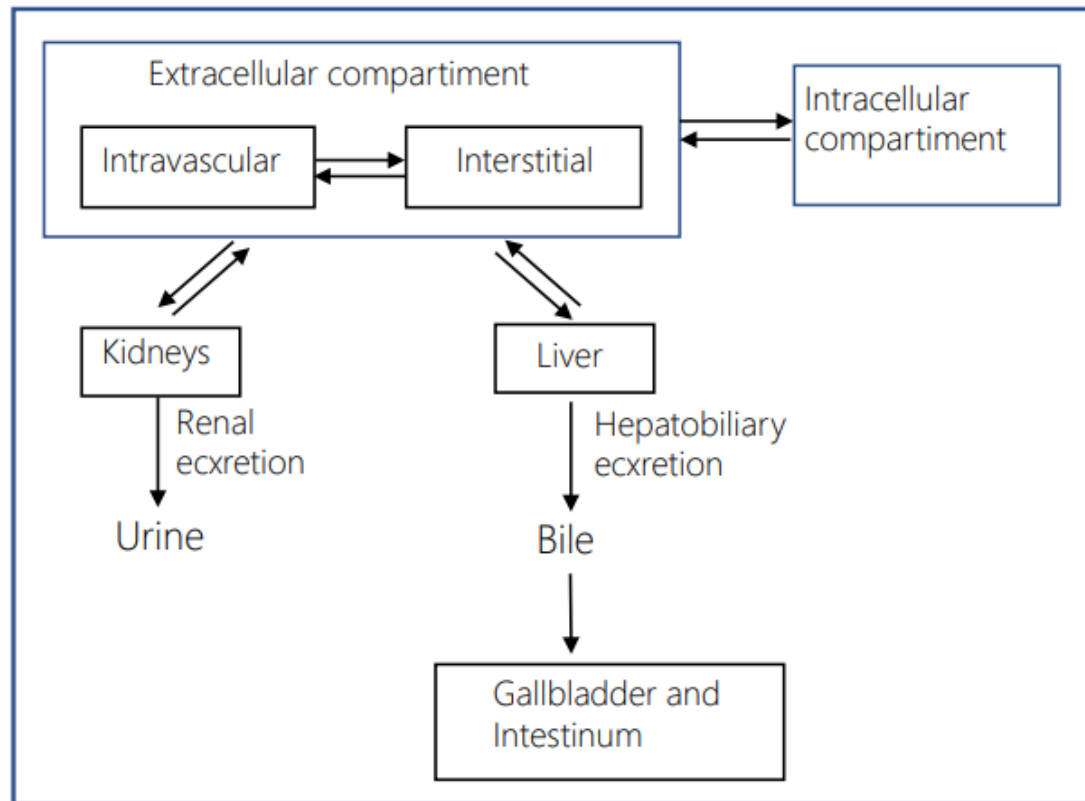 Extracellular compartiment
Intravascular
Interstitial
Intracellular
compartiment
Kidneys
Liver
Renal
ecxretion
Hepatobiliary
ecxretion
Urine
Bile
Gallbladder and
Intestinum